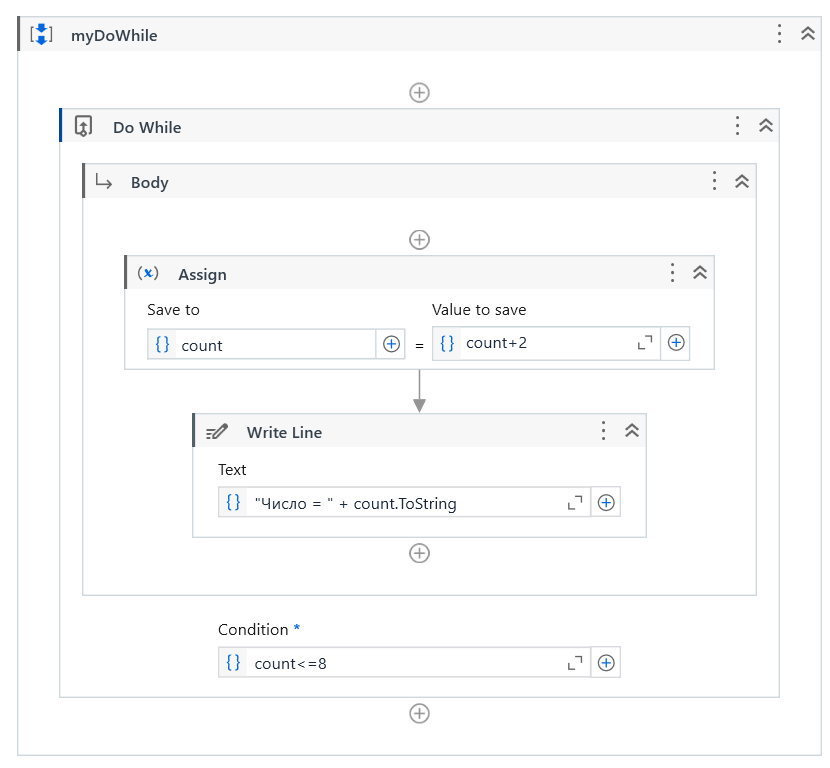 myDoWhile
Do While
Body
Assign
Save to
Value to save
count
=
count+2
Write Line
Text
"Число = " + count.ToString
Condition *
count<=8